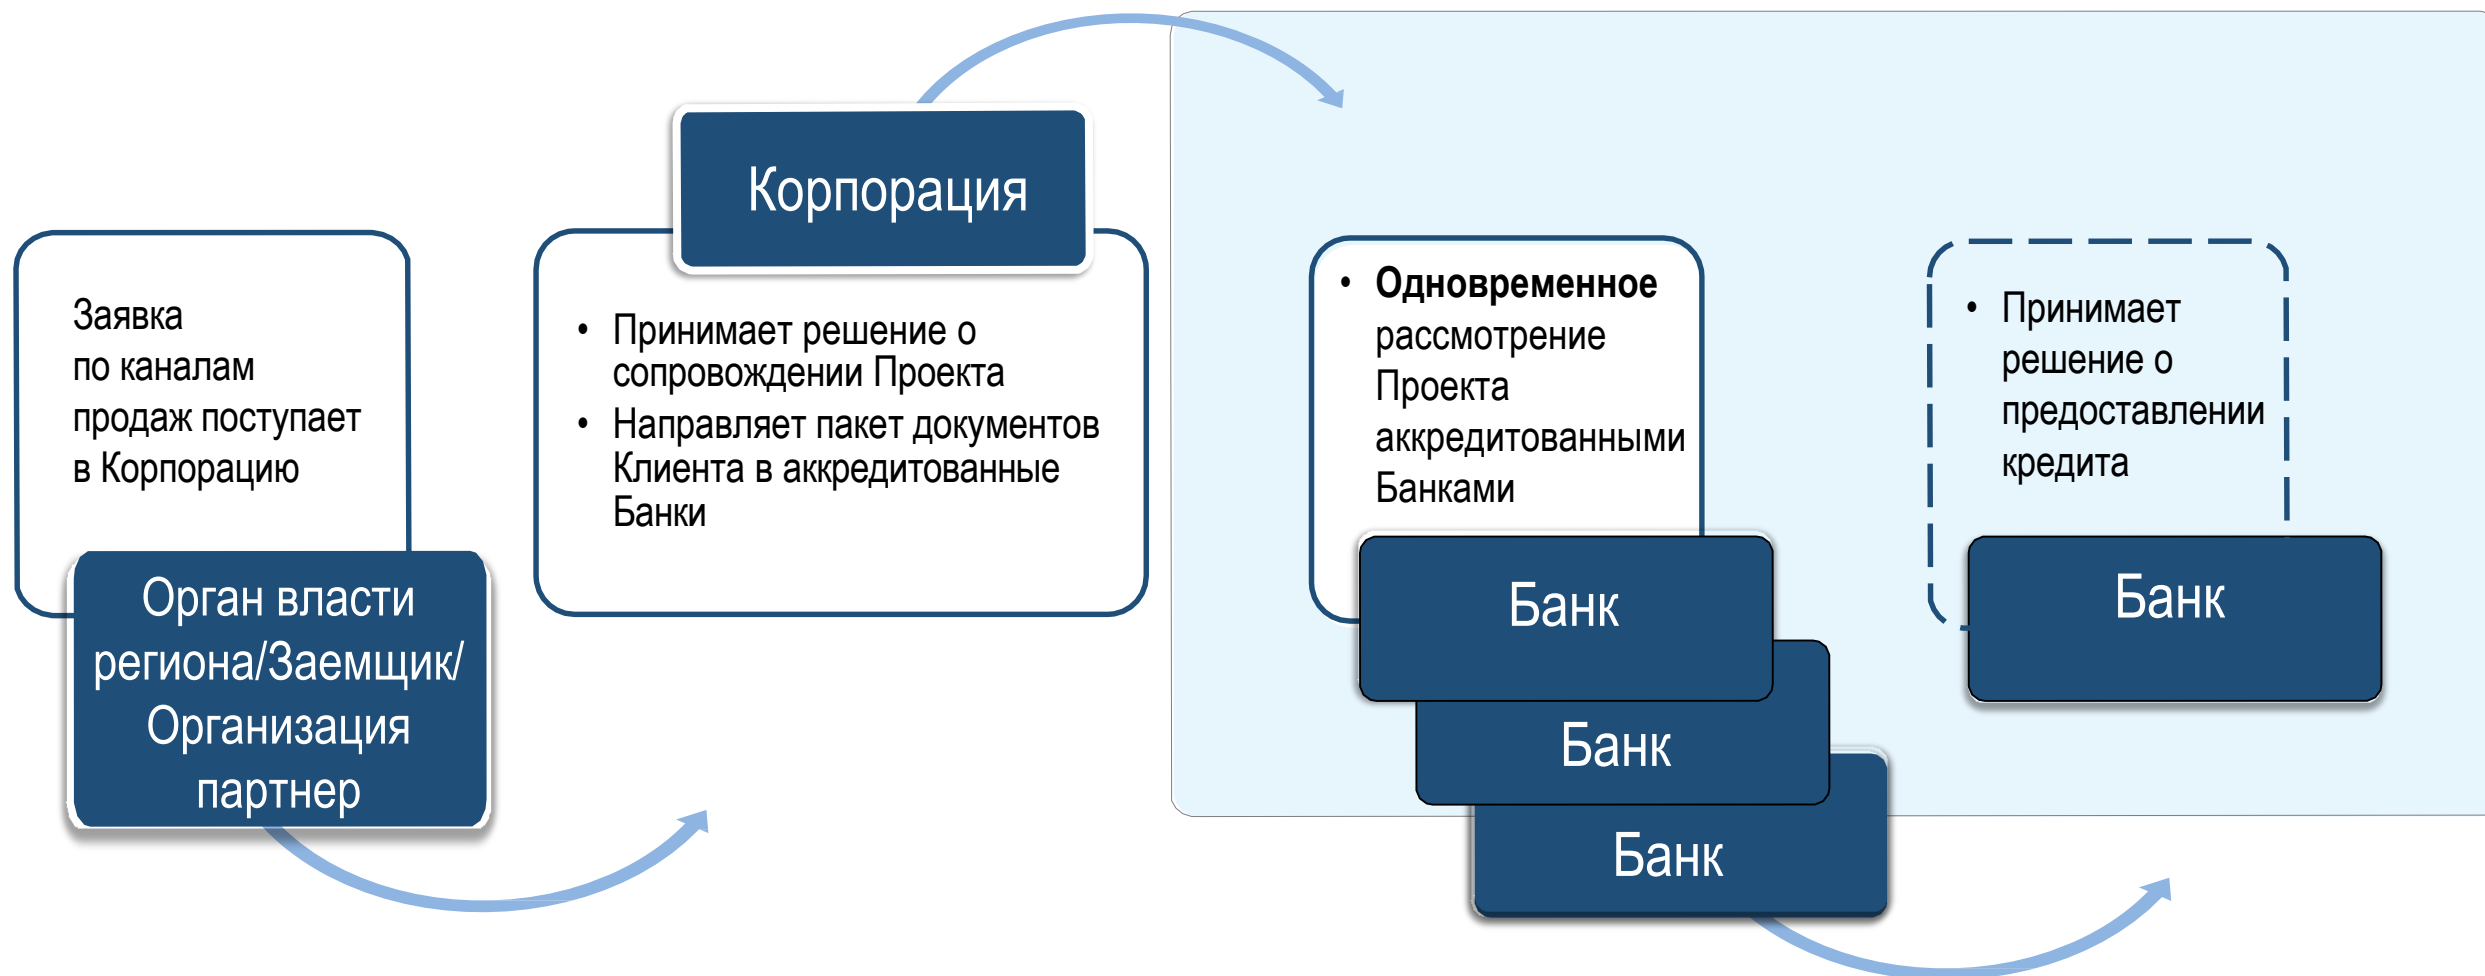 Заявка
по каналам
продаж поступает
в Корпорацию
Орган власти
региона/Заемщик/
Организация
партнер
Корпорация
• Принимает решение о
сопровождении Проекта
• Направляет пакет документов
Клиента в аккредитованные
Банки
• Одновременное
рассмотрение
Проекта
аккредитованными
Банками
Банк
Банк
Банк
• Принимает
решение о
предоставлении
кредита
Банк